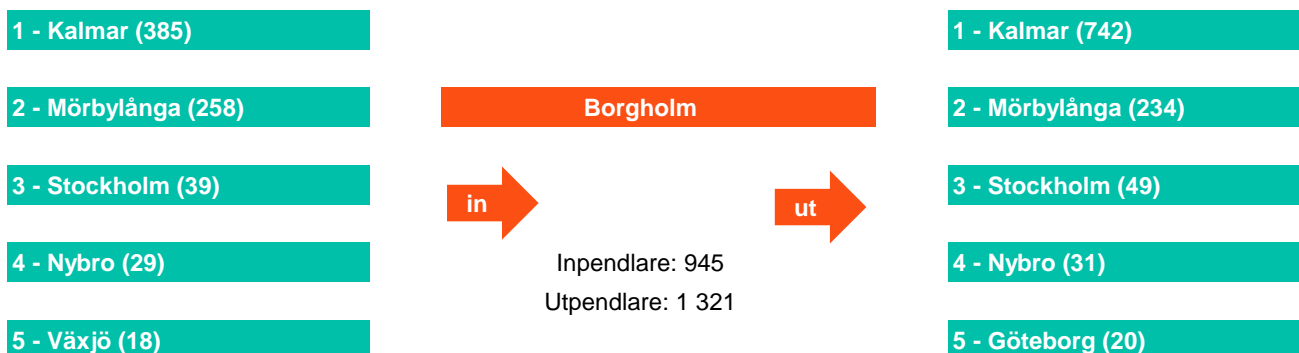 1 - Kalmar (385)
2 - Mörbylånga (258)
3 - Stockholm (39)
4 - Nybro (29)
5 - Växjö (18)
Borgholm
in
ut
Inpendlare: 945
Utpendlare: 1 321
1 - Kalmar (742)
2 - Mörbylånga (234)
3 - Stockholm (49)
4 - Nybro (31)
5 - Göteborg (20)